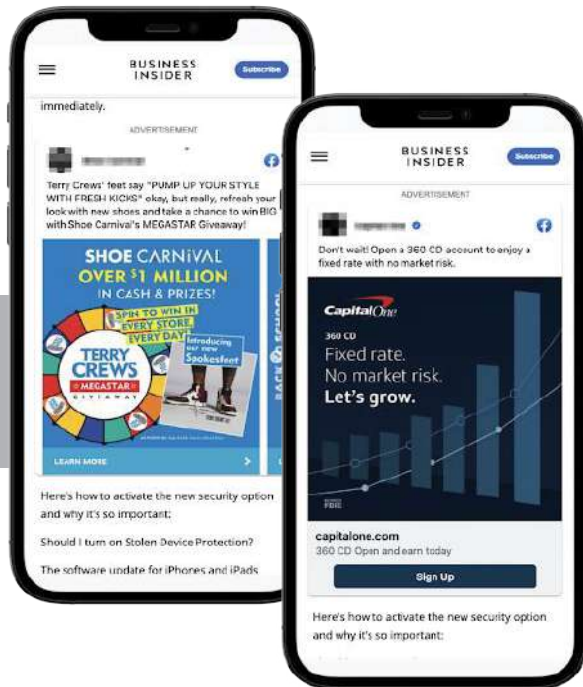 BUSINESS
INSIDER
Subscribe
immediately.
ADVERTISEMENT
Terry Crews' feet say "PUMP UP YOUR STYLE
WITH FRESH KICKS" okay, but really, refresh your
look with new shoes and take a chance to win BIG
with Shoe Carnival's MEGASTAR Giveaway!
SHOE CARNIVAL
OVER $1 MILLION
IN CASH & PRIZES!
SPIN TO WIN IN
EVERY STORE,
EVERY DAY!
Introducing
our new
Spokesfeet
TERRY
CREWS
MEGASTAR
GIVEAWAY
BACK 2 SCHOOL
LEARN MORE
Here's how to activate the new security option
and why it's so important:
Should I turn on Stolen Device Protection?
The software update for iPhones and iPads
BUSINESS
INSIDER
Subscribe
ADVERTISEMENT
Don't wait! Open a 360 CD account to enjoy a
fixed rate with no market risk.
Capital One
360 CD
Fixed rate.
No market risk.
Let's grow.
FDIC
capitalone.com
360 CD Open and earn today
Sign Up
Here's how to activate the new security option
and why it's so important: